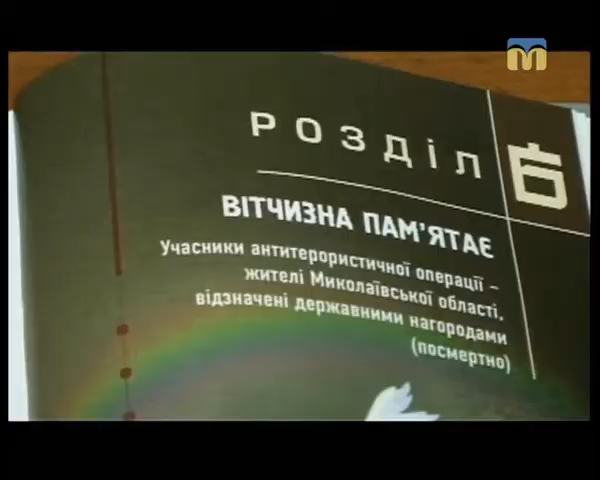 М
РОЗДІЛ 6
ВІТЧИЗНА ПАМ'ЯТАЄ
Учасники антитерористичної операції –
жителі Миколаївської області,
відзначені державними нагородами
(посмертно)